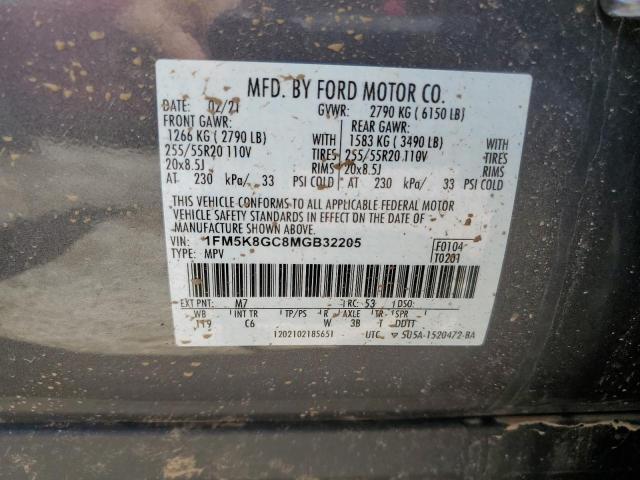 MFD. BY FORD MOTOR CO.
DATE: 02/21 GVWR: 2790 KG ( 6150 LB)
FRONT GAWR: REAR GAWR:
1266 KG ( 2790 LB) WITH 1583 KG ( 3490 LB) WITH
255/55R20 110V TIRES 255/55R20 110V TIRES
20x8.5J RIMS 20x8.5J RIMS
AT 230 kPa/ 33 PSI COLD AT 230 kPa/ 33 PSI COLD
THIS VEHICLE CONFORMS TO ALL APPLICABLE FEDERAL MOTOR
VEHICLE SAFETY STANDARDS IN EFFECT ON THE DATE OF
MANUFACTURE SHOWN ABOVE.
VIN: 1FM5K8GC8MGB32205 F0104
TYPE: MPV T0201
EXT PNT: M7 RC: 53 DSO:
WB INT TR TP/PS R AXLE TR SPR
119 C6 W 3B T DDTT
1202102185651 UTC ▽ 5U5A-1520472-BA